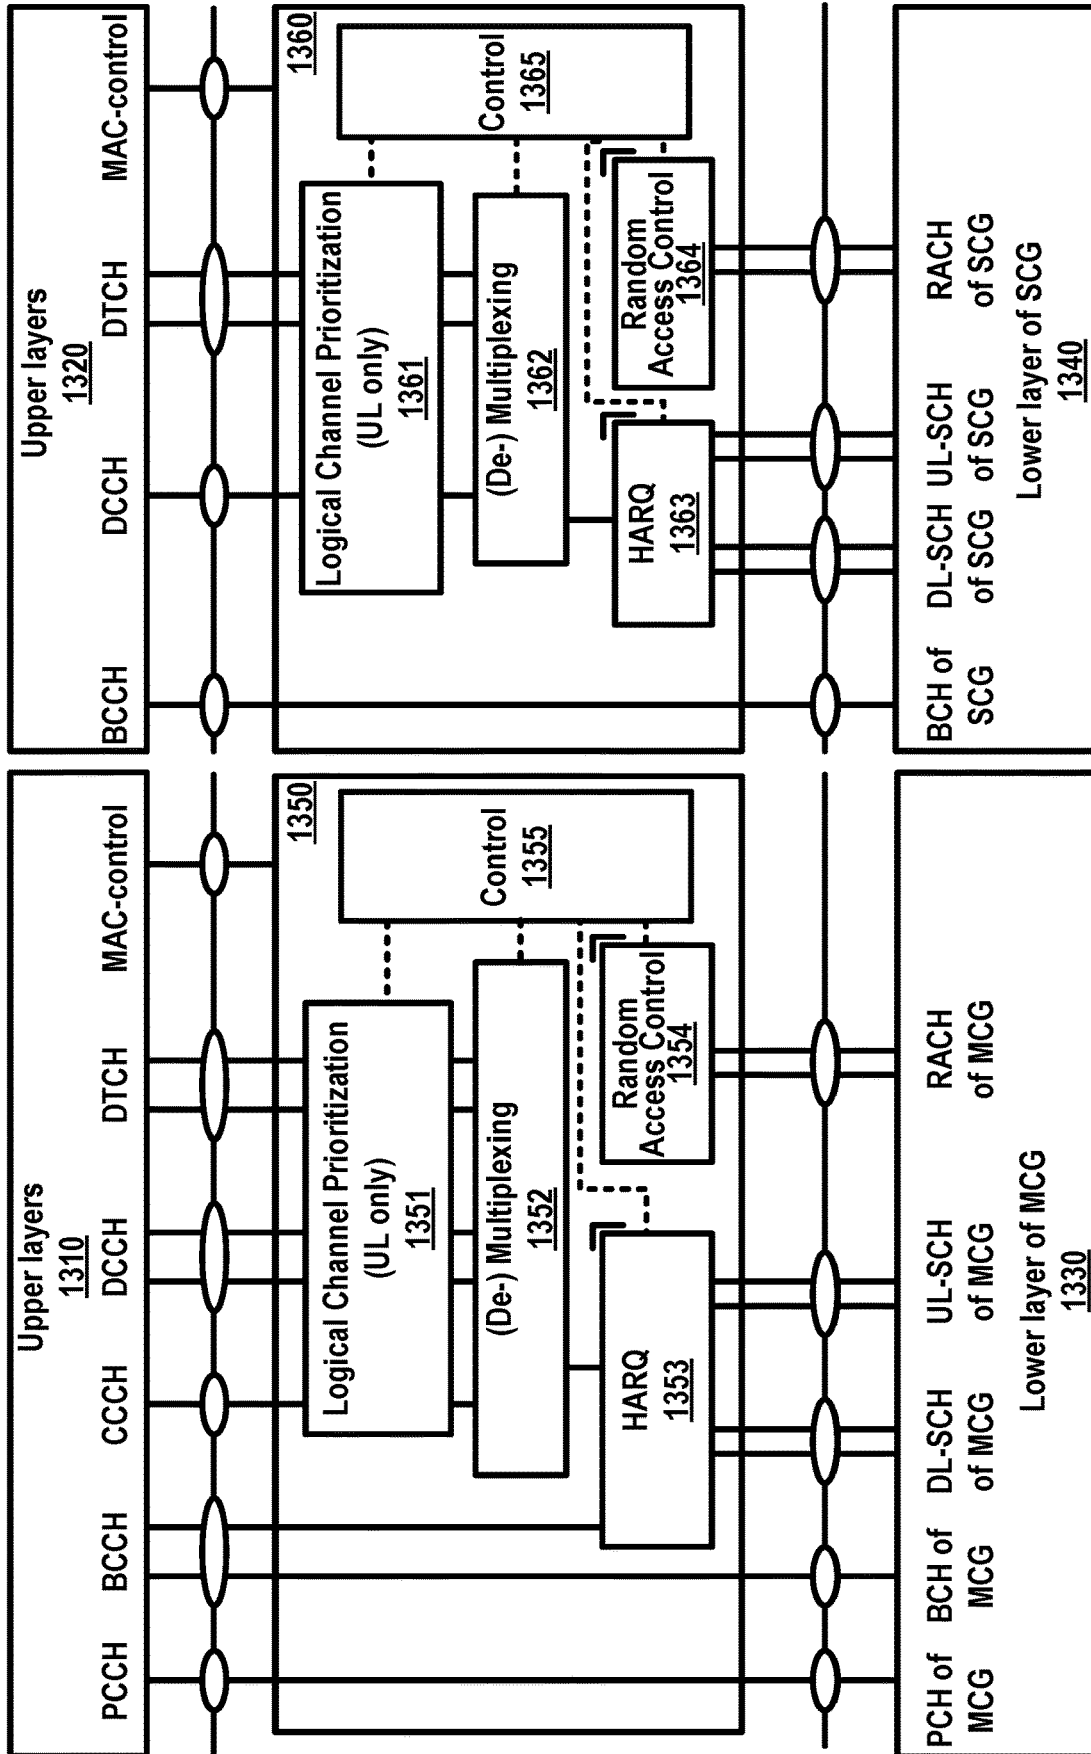 Upper layers
1310
PCCH
BCCH
CCCH
DCCH
DTCH
MAC-control
1350
Logical Channel Prioritization
(UL only)
1351
(De-) Multiplexing
1352
HARQ
1353
Random
Access Control
1354
Control
1355
PCH of
MCG
BCH of
MCG
DL-SCH
of MCG
UL-SCH
of MCG
RACH
of MCG
Lower layer of MCG
1330
Upper layers
1320
BCCH
DCCH
DTCH
MAC-control
1360
Logical Channel Prioritization
(UL only)
1361
(De-) Multiplexing
1362
HARQ
1363
Random
Access Control
1364
Control
1365
BCH of
SCG
DL-SCH
of SCG
UL-SCH
of SCG
RACH
of SCG
Lower layer of SCG
1340